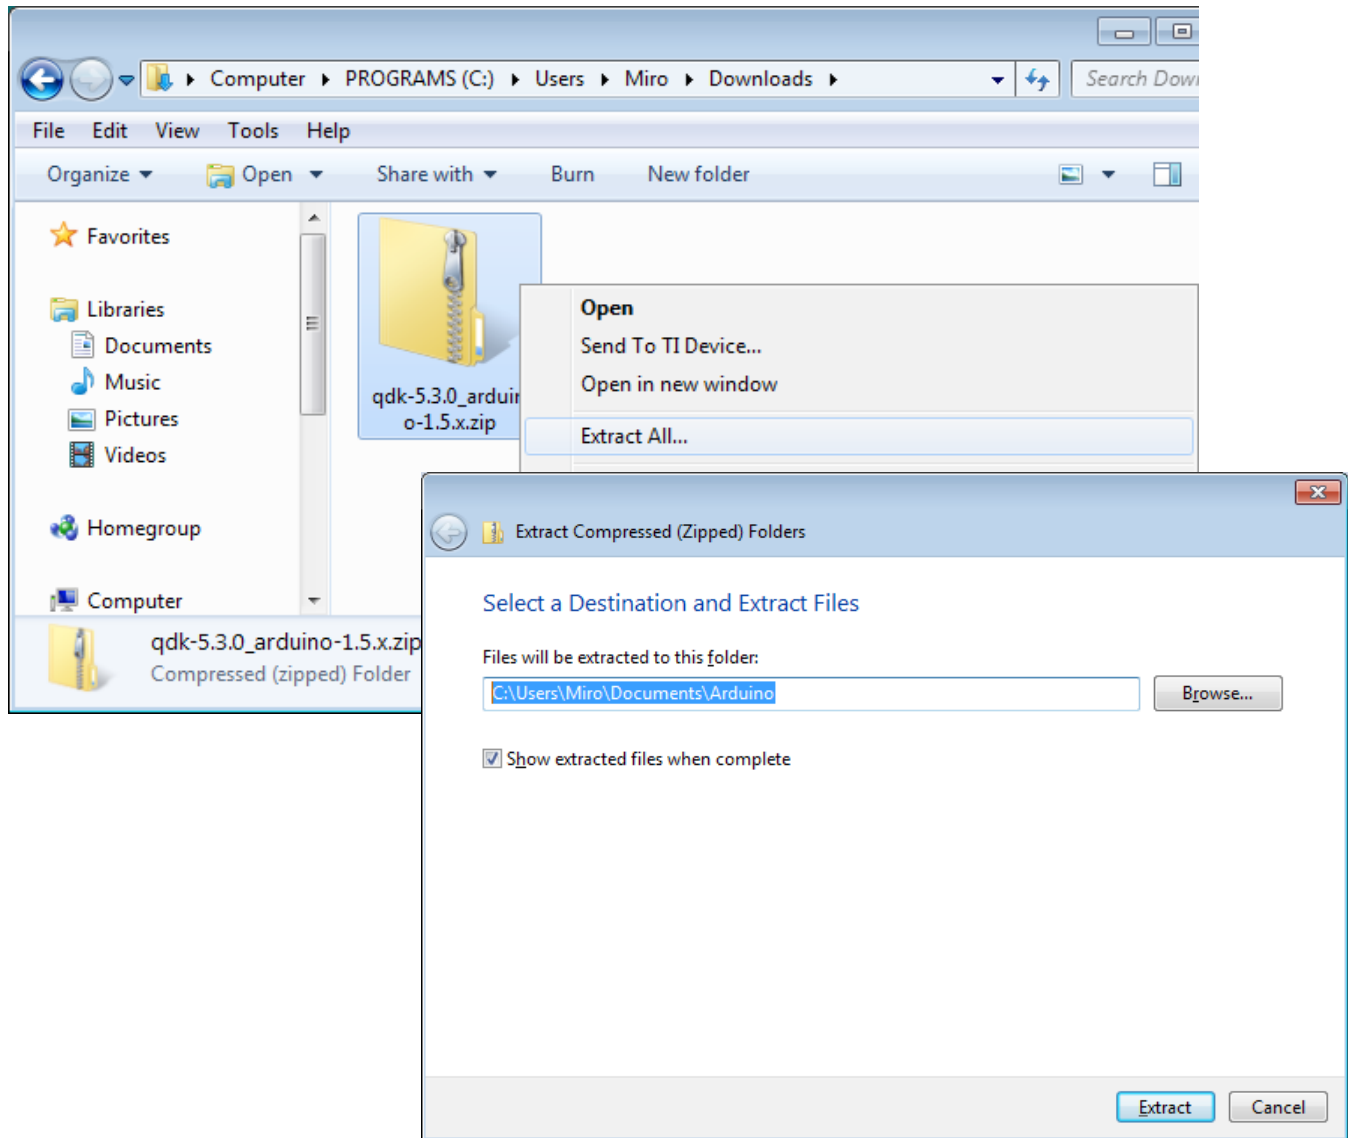 Computer PROGRAMS (C:) Users Miro Downloads
Search Dow
File Edit View Tools Help
Organize Open Share with Burn New folder
Favorites
Libraries
Documents
Music
Pictures
Videos
Homegroup
Computer
qdk-5.3.0_arduin
o-1.5.x.zip
Open
Send To TI Device...
Open in new window
Extract All...
qdk-5.3.0_arduino-1.5.x.zip
Compressed (zipped) Folder
Extract Compressed (Zipped) Folders
Select a Destination and Extract Files
Files will be extracted to this folder:
C:\Users\Miro\Documents\Arduino
Browse...
Show extracted files when complete
Extract Cancel